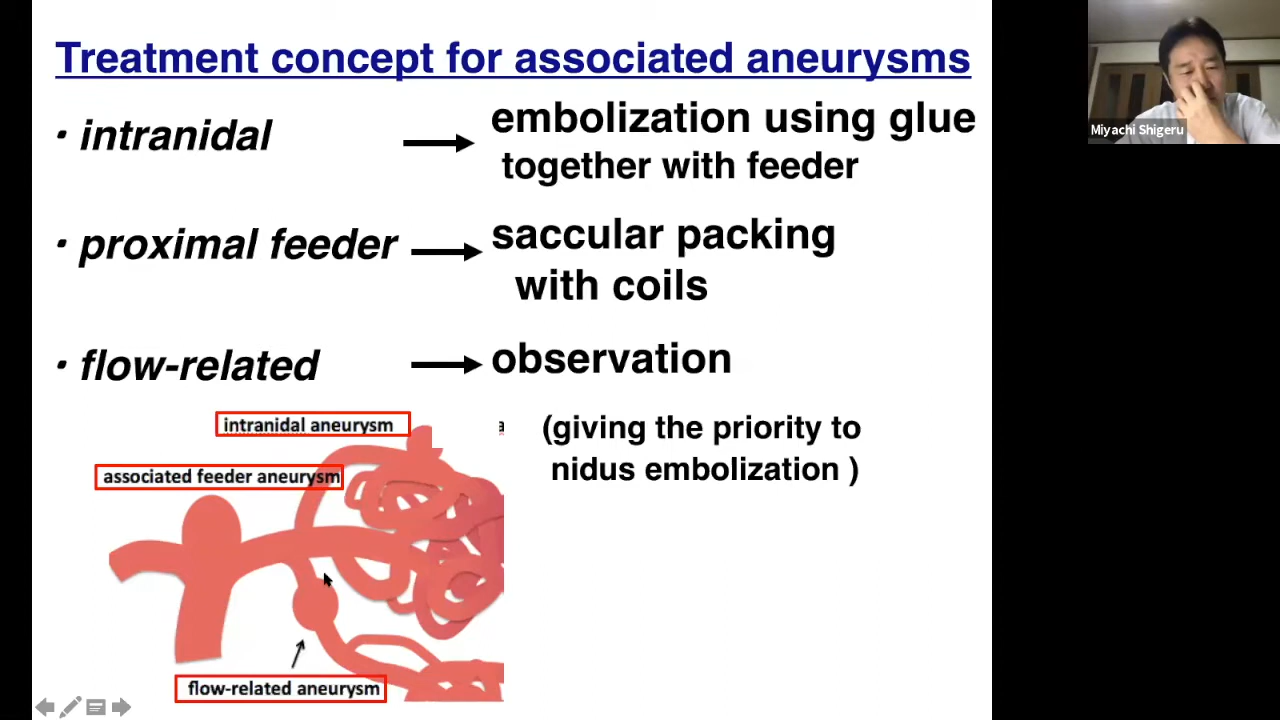 Treatment concept for associated aneurysms
・intranidal → embolization using glue
together with feeder
・proximal feeder → saccular packing
with coils
・flow-related → observation
(giving the priority to
nidus embolization )
intranidal aneurysm
a
associated feeder aneurysm
flow-related aneurysm
Miyachi Shigeru